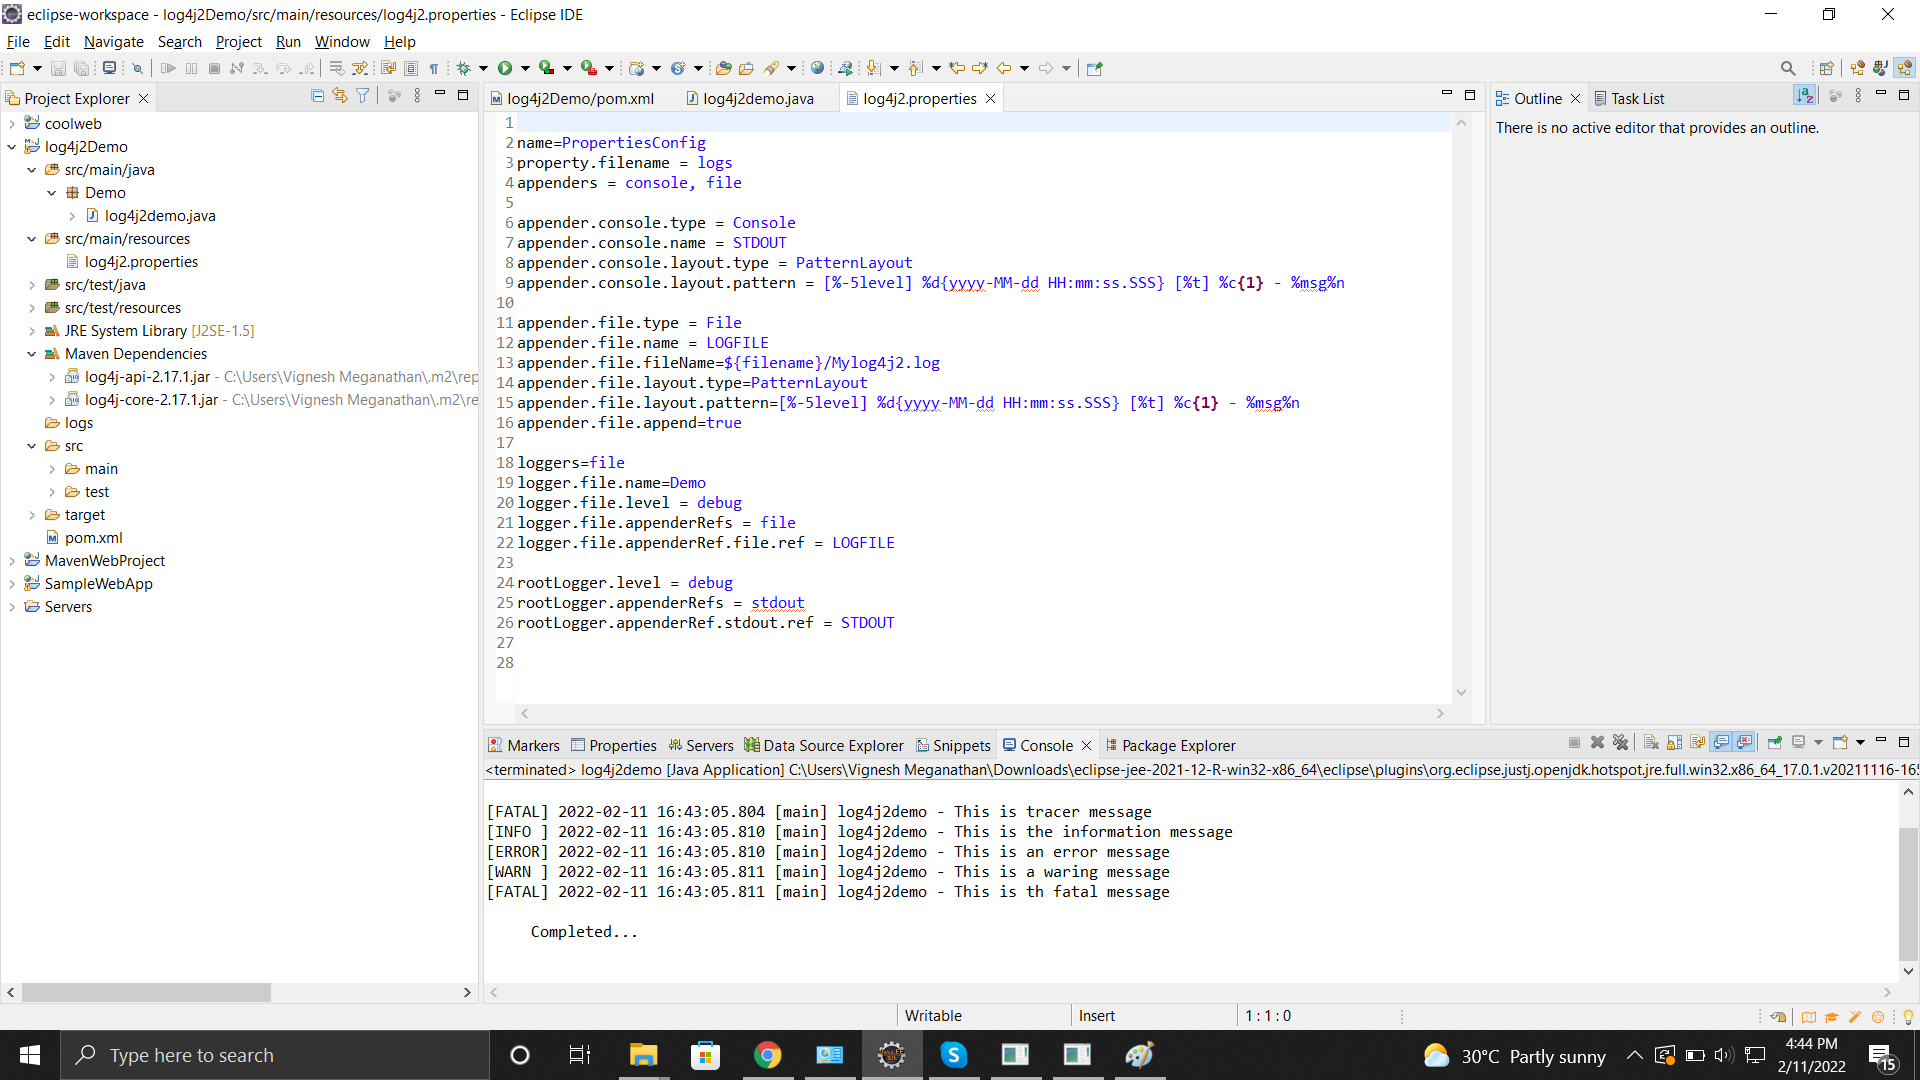 eclipse-workspace - log4j2Demo/src/main/resources/log4j2.properties - Eclipse IDE
File Edit Navigate Search Project Run Window Help
Project Explorer
coolweb
log4j2Demo
src/main/java
Demo
log4j2demo.java
src/main/resources
log4j2.properties
src/test/java
src/test/resources
JRE System Library [J2SE-1.5]
Maven Dependencies
log4j-api-2.17.1.jar - C:\Users\Vignesh Meganathan\.m2\rep
log4j-core-2.17.1.jar - C:\Users\Vignesh Meganathan\.m2\re
logs
src
main
test
target
pom.xml
MavenWebProject
SampleWebApp
Servers
log4j2Demo/pom.xml log4j2demo.java log4j2.properties
1
2 name=PropertiesConfig
3 property.filename = logs
4 appenders = console, file
5
6 appender.console.type = Console
7 appender.console.name = STDOUT
8 appender.console.layout.type = PatternLayout
9 appender.console.layout.pattern = [%-5level] %d{yyyy-MM-dd HH:mm:ss.SSS} [%t] %c{1} - %msg%n
10
11 appender.file.type = File
12 appender.file.name = LOGFILE
13 appender.file.fileName=${filename}/Mylog4j2.log
14 appender.file.layout.type=PatternLayout
15 appender.file.layout.pattern=[%-5level] %d{yyyy-MM-dd HH:mm:ss.SSS} [%t] %c{1} - %msg%n
16 appender.file.append=true
17
18 loggers=file
19 logger.file.name=Demo
20 logger.file.level = debug
21 logger.file.appenderRefs = file
22 logger.file.appenderRef.file.ref = LOGFILE
23
24 rootLogger.level = debug
25 rootLogger.appenderRefs = stdout
26 rootLogger.appenderRef.stdout.ref = STDOUT
27
28
Outline Task List
There is no active editor that provides an outline.
Markers Properties Servers Data Source Explorer Snippets Console Package Explorer
<terminated> log4j2demo [Java Application] C:\Users\Vignesh Meganathan\Downloads\eclipse-jee-2021-12-R-win32-x86_64\eclipse\plugins\org.eclipse.justj.openjdk.hotspot.jre.full.win32.x86_64_17.0.1.v20211116-165
[FATAL] 2022-02-11 16:43:05.804 [main] log4j2demo - This is tracer message
[INFO ] 2022-02-11 16:43:05.810 [main] log4j2demo - This is the information message
[ERROR] 2022-02-11 16:43:05.810 [main] log4j2demo - This is an error message
[WARN ] 2022-02-11 16:43:05.811 [main] log4j2demo - This is a waring message
[FATAL] 2022-02-11 16:43:05.811 [main] log4j2demo - This is th fatal message
Completed...
Writable Insert 1 : 1 : 0
Type here to search
30°C Partly sunny
4:44 PM
2/11/2022
15